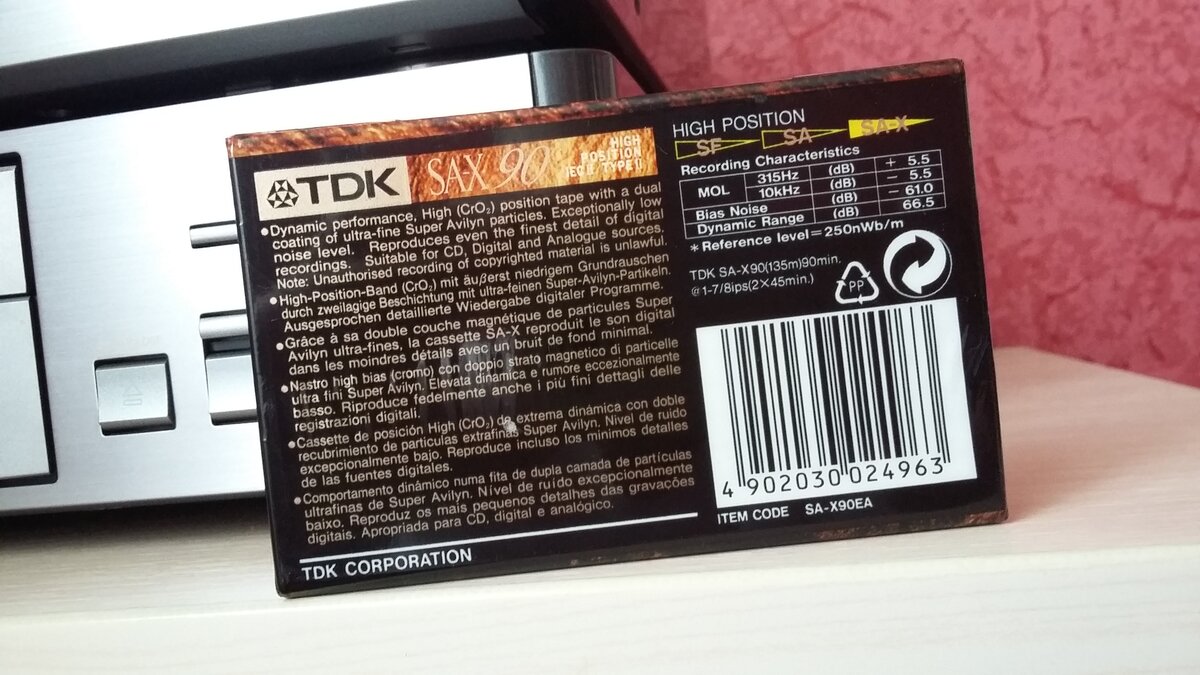 TDK SA-X 90 HIGH
POSITION
IEC II / TYPE II
•Dynamic performance, High (CrO₂) position tape with a dual
coating of ultra-fine Super Avilyn particles. Exceptionally low
noise level. Reproduces even the finest detail of digital
recordings. Suitable for CD, Digital and Analogue sources.
Note: Unauthorised recording of copyrighted material is unlawful.
•High-Position-Band (CrO₂) mit äußerst niedrigem Grundrauschen
durch zweilagige Beschichtung mit ultra-feinen Super-Avilyn-Partikeln.
Ausgesprochen detaillierte Wiedergabe digitaler Programme.
•Grâce à sa double couche magnétique de particules Super
Avilyn ultra-fines, la cassette SA-X reproduit le son digital
dans les moindres détails avec un bruit de fond minimal.
•Nastro high bias (cromo) con doppio strato magnetico di particelle
ultra fini Super Avilyn. Elevata dinamica e rumore eccezionalmente
basso. Riproduce fedelmente anche i più fini dettagli delle
registrazioni digitali.
•Cassette de posición High (CrO₂) de extrema dinámica con doble
recubrimiento de particulas extrafinas Super Avilyn. Nivel de ruido
excepcionalmente bajo. Reproduce incluso los minimos detalles
de las fuentes digitales.
•Comportamento dinâmico numa fita de dupla camada de partículas
ultrafinas de Super Avilyn. Nível de ruído excepcionalmente
baixo. Reproduz os mais pequenos detalhes das gravações
digitais. Apropriada para CD, digital e analógico.
TDK CORPORATION
HIGH POSITION
SF SA SA-X
Recording Characteristics
MOL 315Hz (dB) + 5.5
10kHz (dB) − 5.5
Bias Noise (dB) − 61.0
Dynamic Range (dB) 66.5
* Reference level=250nWb/m
TDK SA-X90(135m)90min.
@1-7/8ips(2×45min.)
PP
4 902030 024963
ITEM CODE SA-X90EA